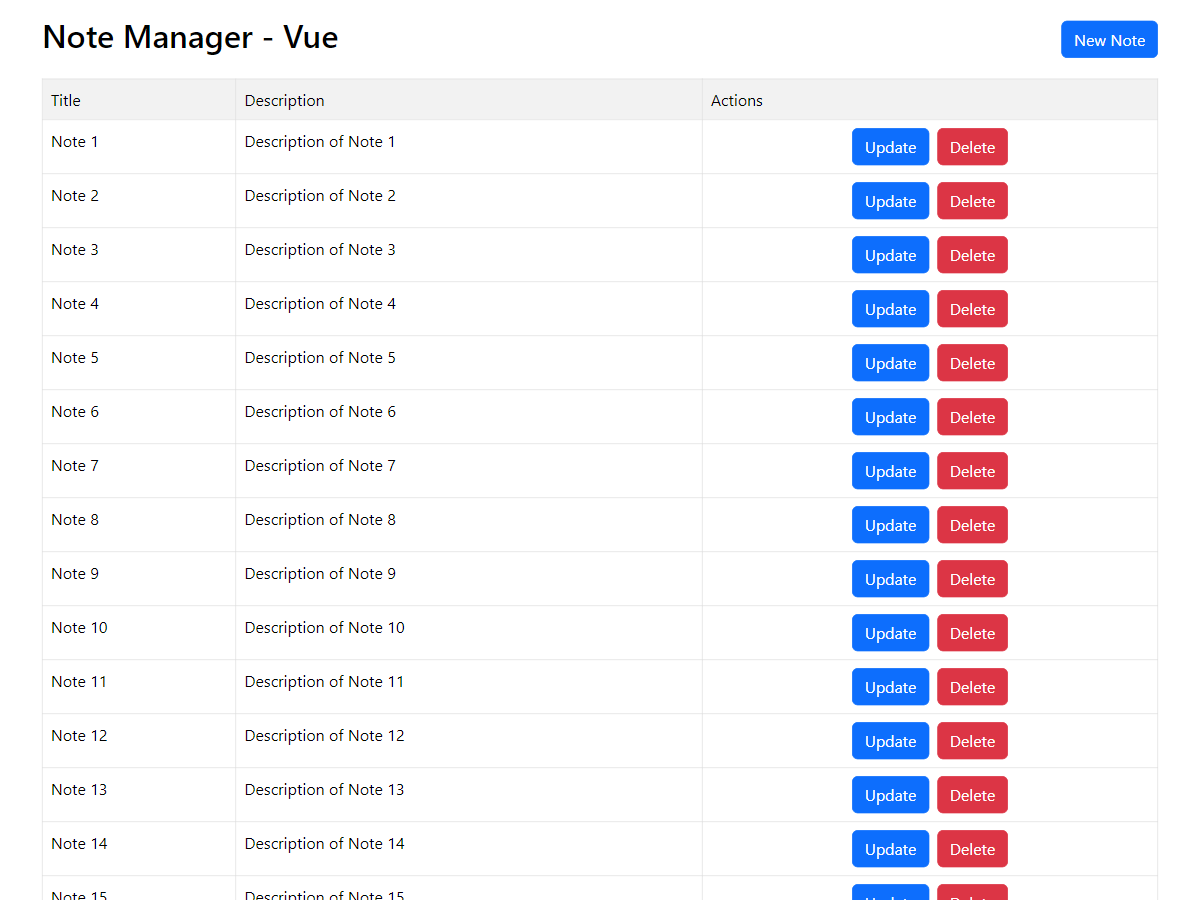 Note Manager - Vue New Note
Title Description Actions
Note 1 Description of Note 1 Update Delete
Note 2 Description of Note 2 Update Delete
Note 3 Description of Note 3 Update Delete
Note 4 Description of Note 4 Update Delete
Note 5 Description of Note 5 Update Delete
Note 6 Description of Note 6 Update Delete
Note 7 Description of Note 7 Update Delete
Note 8 Description of Note 8 Update Delete
Note 9 Description of Note 9 Update Delete
Note 10 Description of Note 10 Update Delete
Note 11 Description of Note 11 Update Delete
Note 12 Description of Note 12 Update Delete
Note 13 Description of Note 13 Update Delete
Note 14 Description of Note 14 Update Delete
Note 15 Description of Note 15 Update Delete